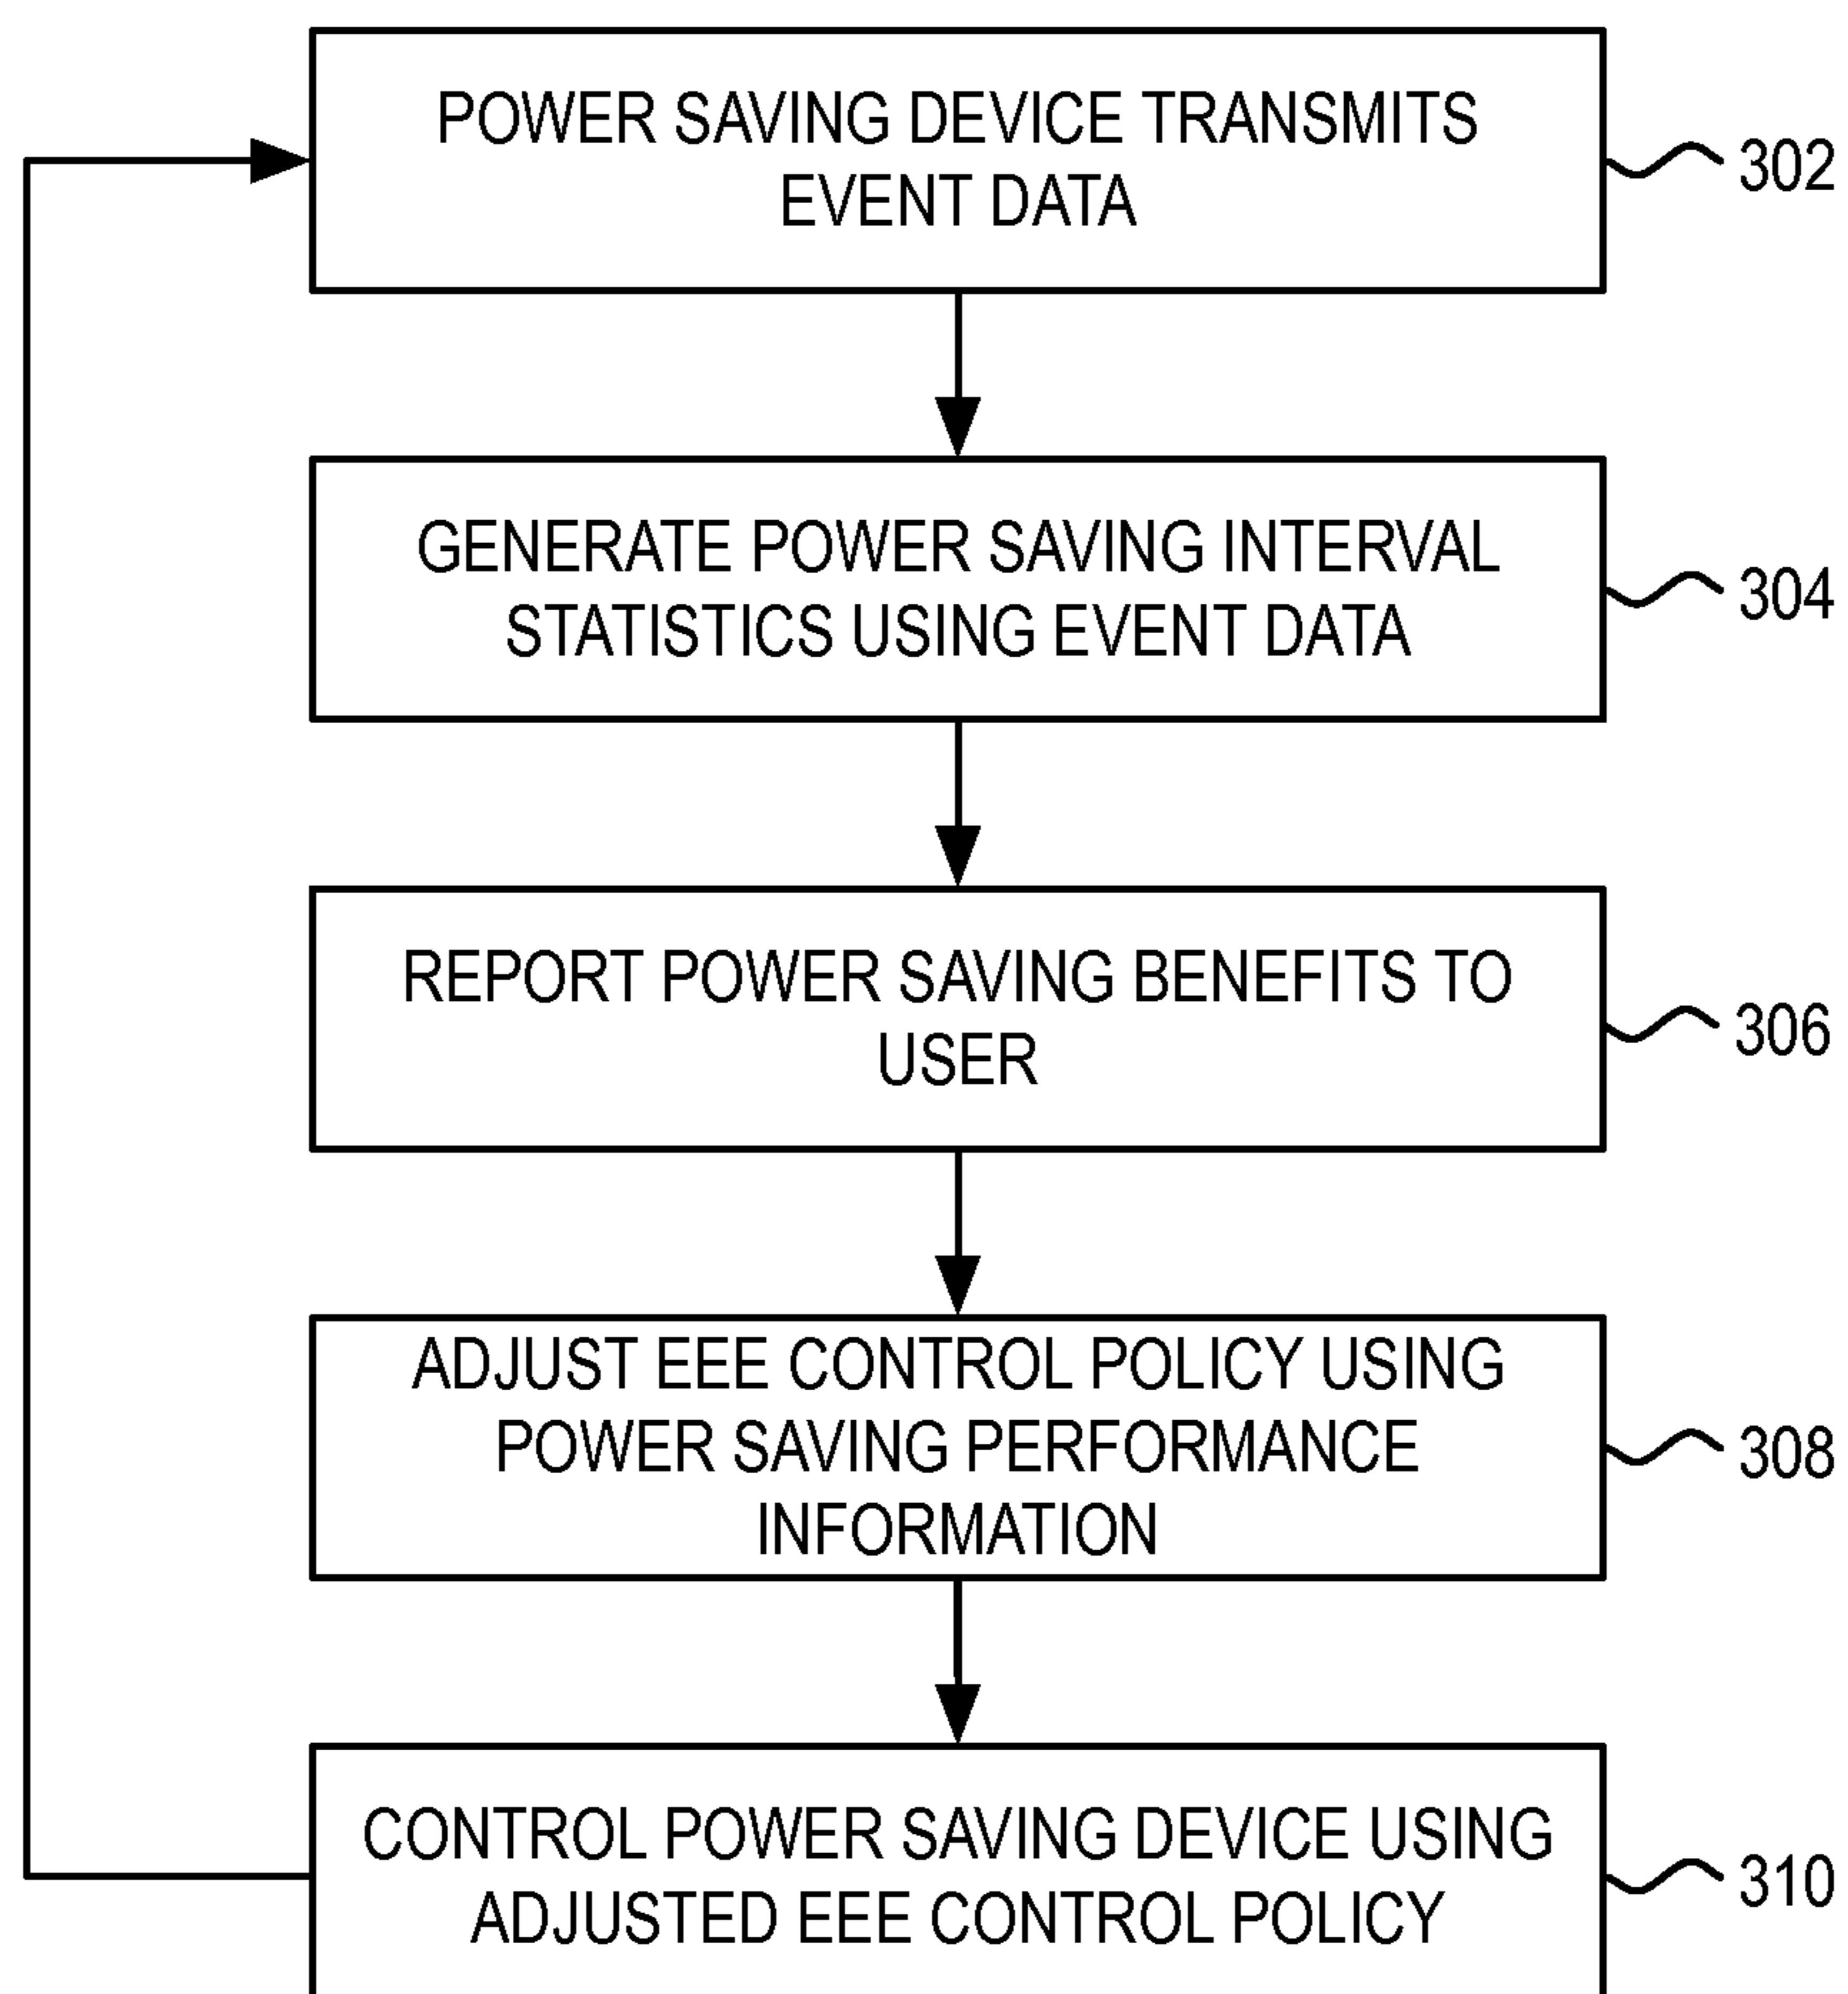 POWER SAVING DEVICE TRANSMITS
EVENT DATA
302
GENERATE POWER SAVING INTERVAL
STATISTICS USING EVENT DATA
304
REPORT POWER SAVING BENEFITS TO
USER
306
ADJUST EEE CONTROL POLICY USING
POWER SAVING PERFORMANCE
INFORMATION
308
CONTROL POWER SAVING DEVICE USING
ADJUSTED EEE CONTROL POLICY
310